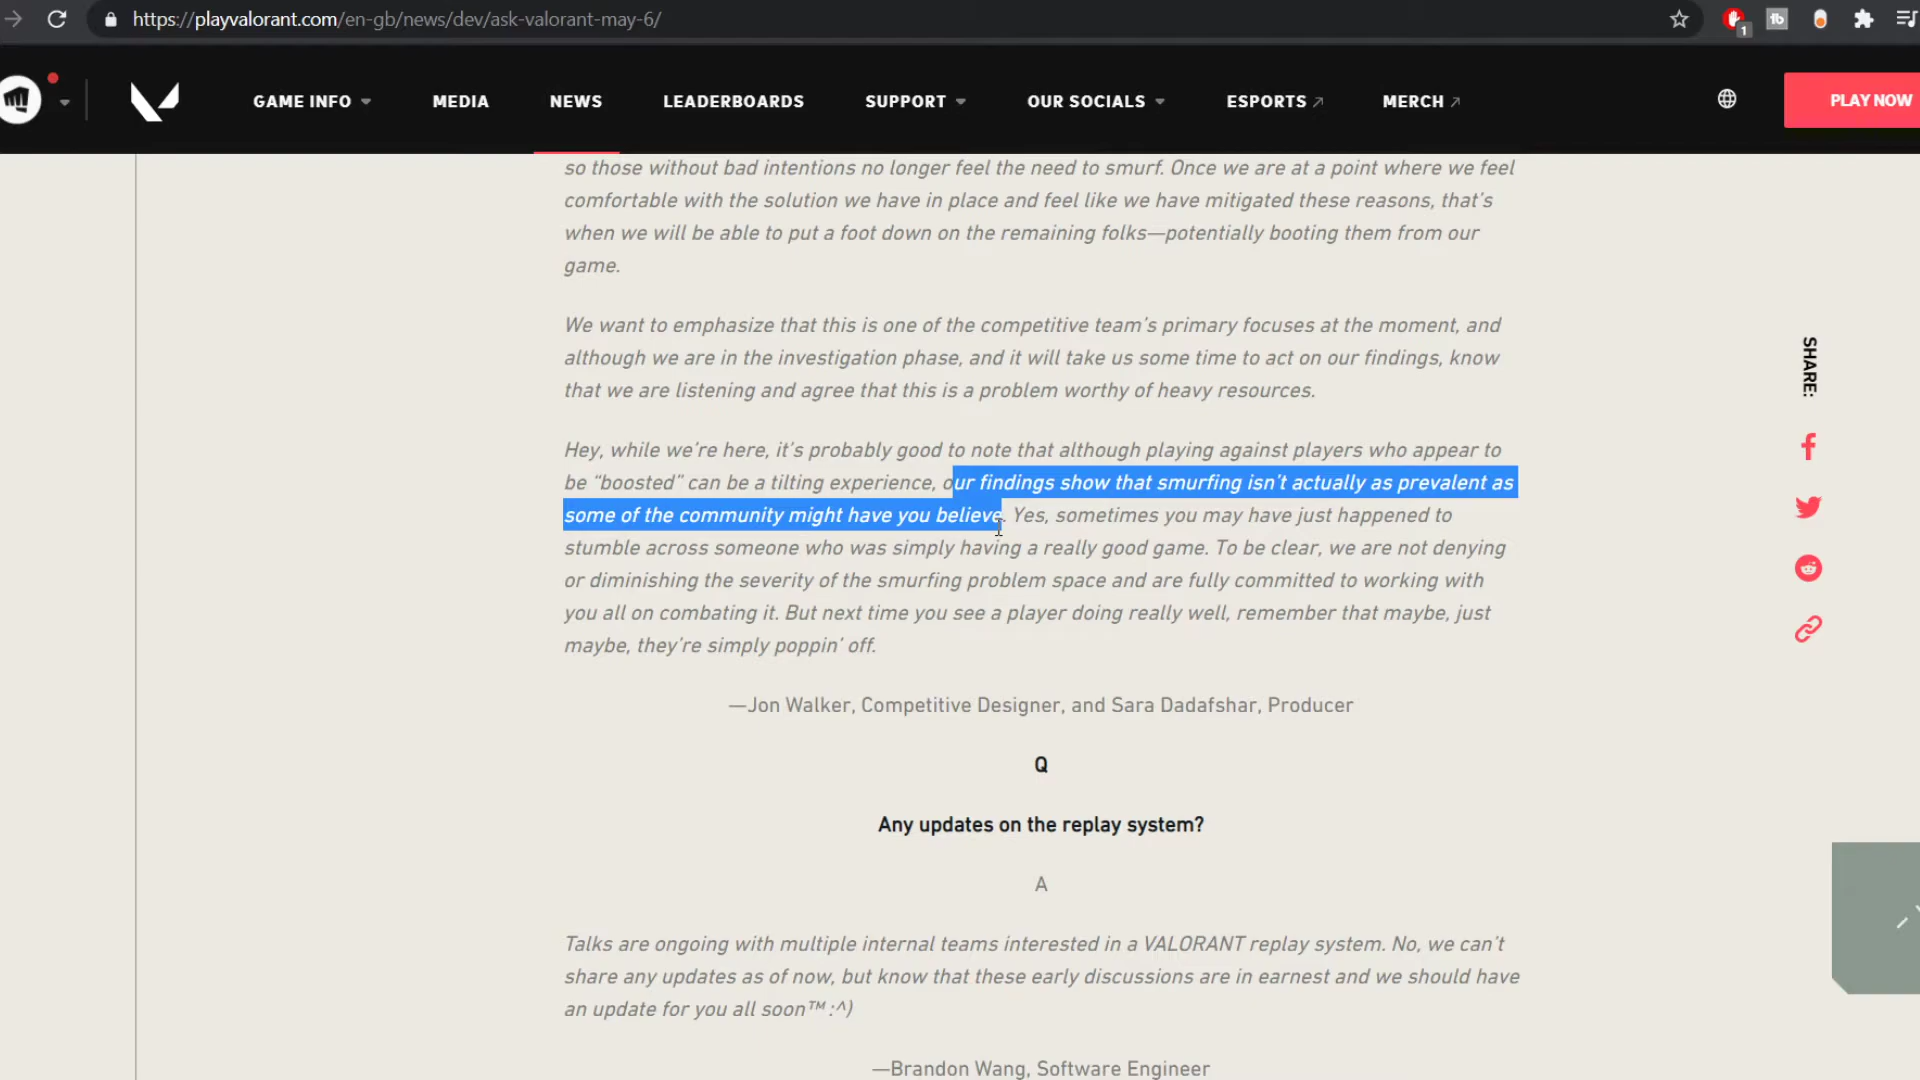 https://playvalorant.com/en-gb/news/dev/ask-valorant-may-6/
1
GAME INFO
MEDIA
NEWS
LEADERBOARDS
SUPPORT
OUR SOCIALS
ESPORTS
MERCH
PLAY NOW
so those without bad intentions no longer feel the need to smurf. Once we are at a point where we feel
comfortable with the solution we have in place and feel like we have mitigated these reasons, that's
when we will be able to put a foot down on the remaining folks—potentially booting them from our
game.
We want to emphasize that this is one of the competitive team's primary focuses at the moment, and
although we are in the investigation phase, and it will take us some time to act on our findings, know
that we are listening and agree that this is a problem worthy of heavy resources.
Hey, while we're here, it's probably good to note that although playing against players who appear to
be “boosted” can be a tilting experience, our findings show that smurfing isn't actually as prevalent as
some of the community might have you believe. Yes, sometimes you may have just happened to
stumble across someone who was simply having a really good game. To be clear, we are not denying
or diminishing the severity of the smurfing problem space and are fully committed to working with
you all on combating it. But next time you see a player doing really well, remember that maybe, just
maybe, they're simply poppin' off.
—Jon Walker, Competitive Designer, and Sara Dadafshar, Producer
Q
Any updates on the replay system?
A
Talks are ongoing with multiple internal teams interested in a VALORANT replay system. No, we can't
share any updates as of now, but know that these early discussions are in earnest and we should have
an update for you all soon™ :^)
—Brandon Wang, Software Engineer
SHARE: